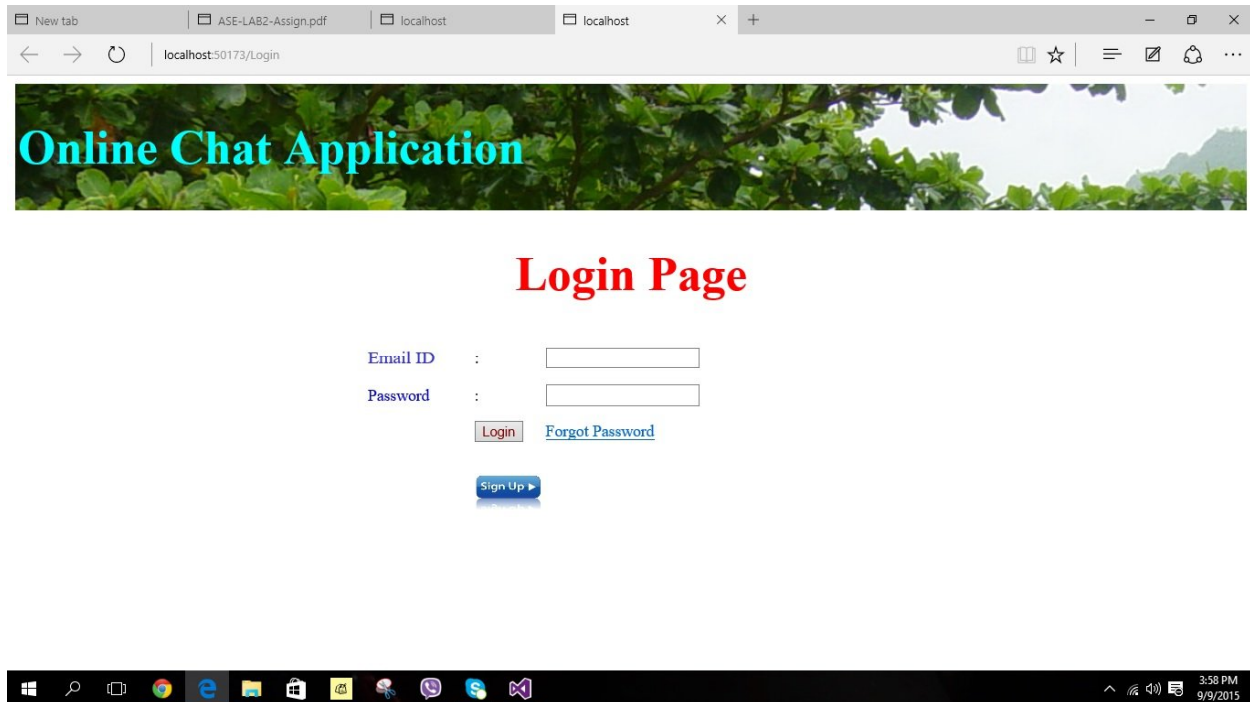 New tab ASE-LAB2-Assign.pdf localhost localhost
localhost:50173/Login
Online Chat Application
Login Page
Email ID :
Password :
Login Forgot Password
Sign Up
3:58 PM
9/9/2015